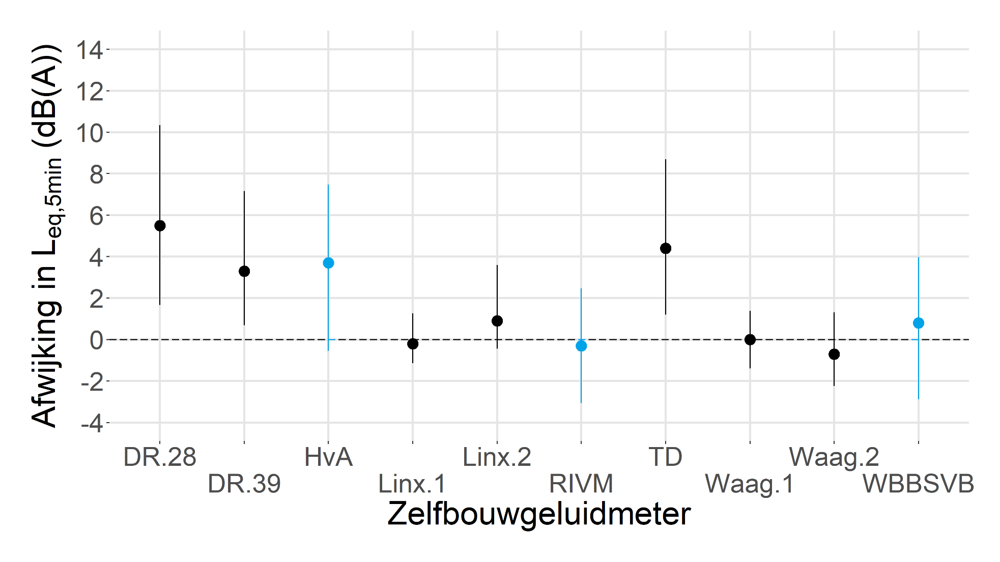 Afwijking in Leq,5min (dB(A))
14
12
10
8
6
4
2
0
-2
-4
DR.28
HvA
Linx.2
TD
Waag.2
DR.39
Linx.1
RIVM
Waag.1
WBBSVB
Zelfbouwgeluidmeter